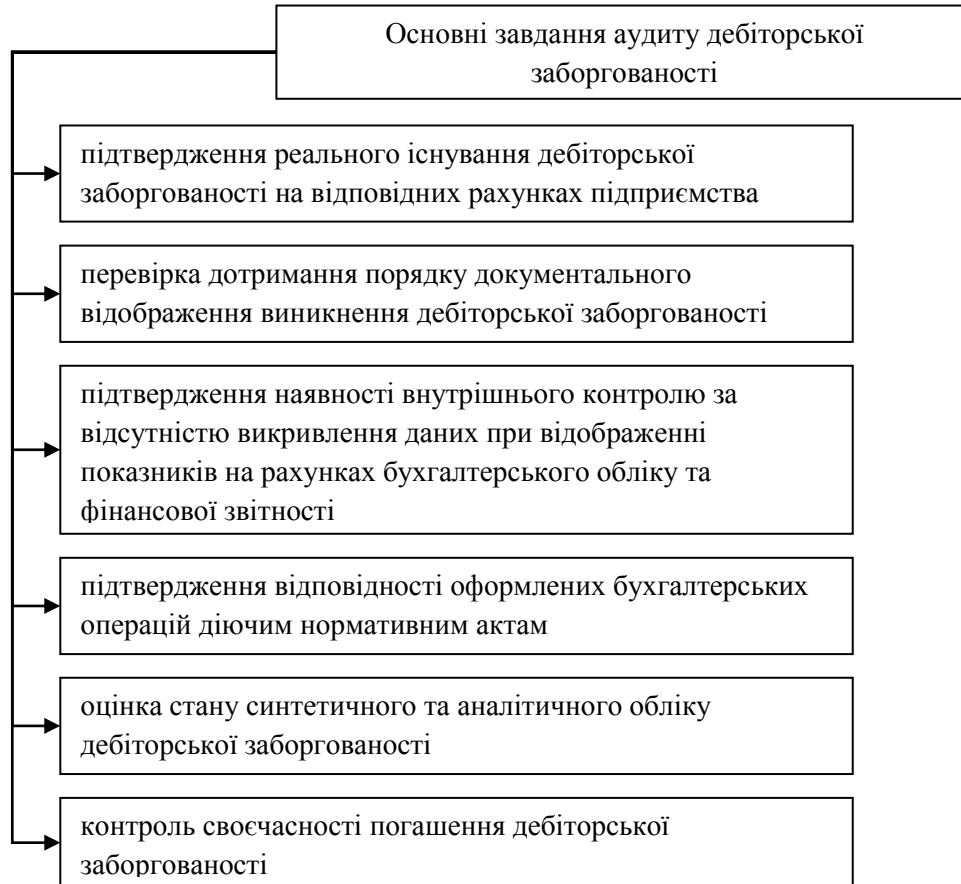 Основні завдання аудиту дебіторської
заборгованості
підтвердження реального існування дебіторської
заборгованості на відповідних рахунках підприємства
перевірка дотримання порядку документального
відображення виникнення дебіторської заборгованості
підтвердження наявності внутрішнього контролю за
відсутністю викривлення даних при відображенні
показників на рахунках бухгалтерського обліку та
фінансової звітності
підтвердження відповідності оформлених бухгалтерських
операцій діючим нормативним актам
оцінка стану синтетичного та аналітичного обліку
дебіторської заборгованості
контроль своєчасності погашення дебіторської
заборгованості